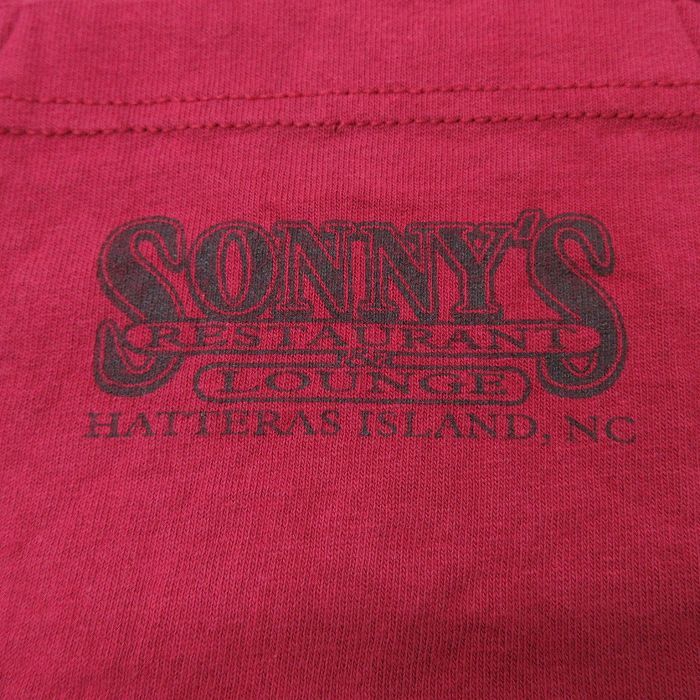 SONNY'S
RESTAURANT
LOUNGE
HATTERAS ISLAND, NC